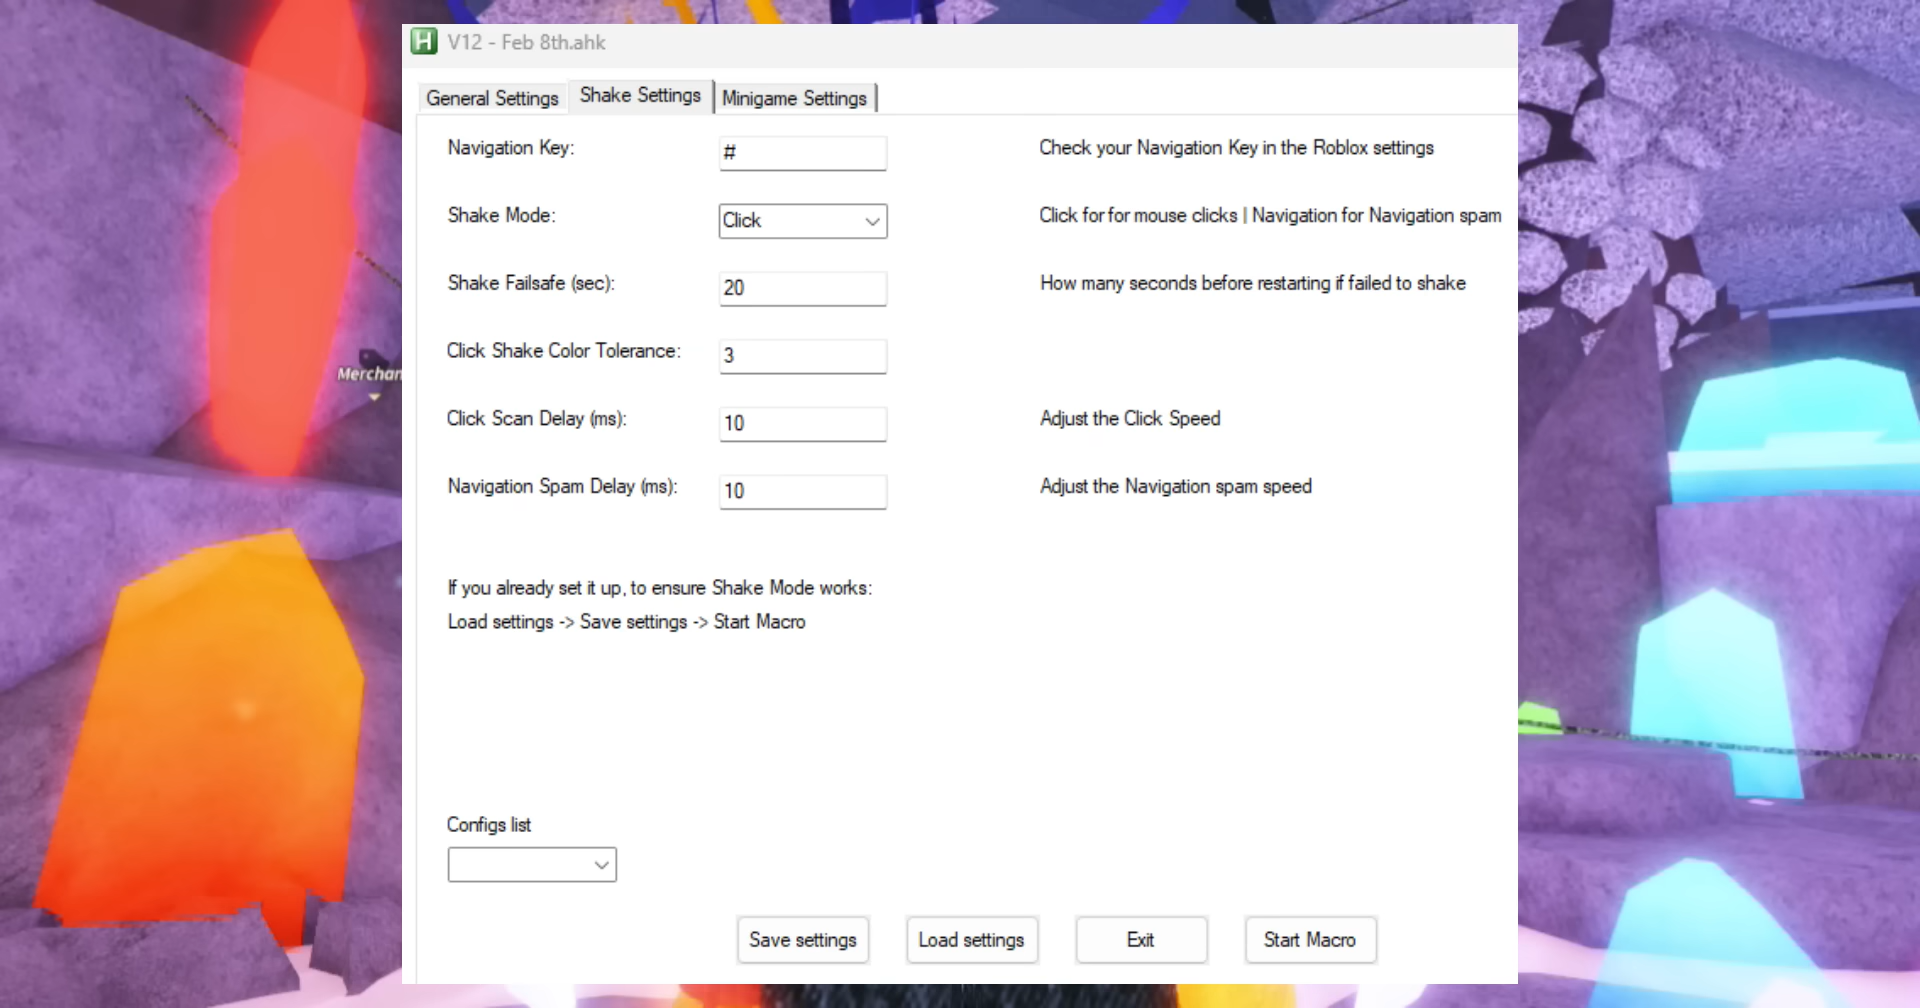 V12 - Feb 8th.ahk
General Settings Shake Settings Minigame Settings
Navigation Key: # Check your Navigation Key in the Roblox settings
Shake Mode: Click Click for for mouse clicks | Navigation for Navigation spam
Shake Failsafe (sec): 20 How many seconds before restarting if failed to shake
Merchan
Click Shake Color Tolerance: 3
Click Scan Delay (ms): 10 Adjust the Click Speed
Navigation Spam Delay (ms): 10 Adjust the Navigation spam speed
If you already set it up, to ensure Shake Mode works:
Load settings -> Save settings -> Start Macro
Configs list
Save settings Load settings Exit Start Macro